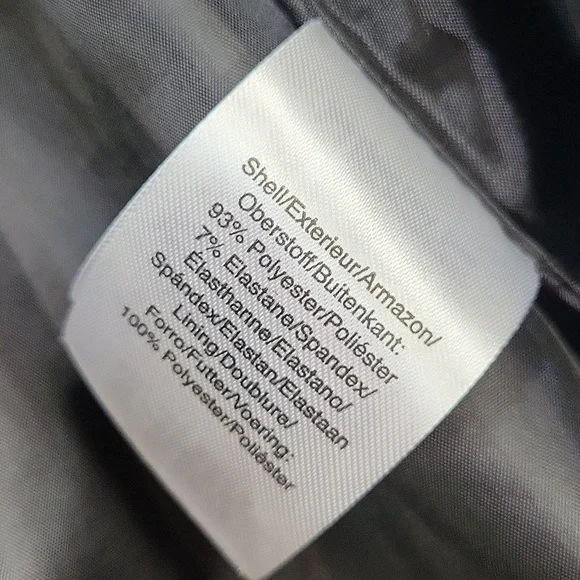 Shell/Exterieur/Armazon/
Oberstoff/Buitenkant:
93% Polyester/Poliéster
7% Elastane/Spandex/
Élasthanne/Elastano/
Spándex/Elastan/Elastaan
Lining/Doublure/
Forro/Futter/Voering:
100% Polyester/Poliéster